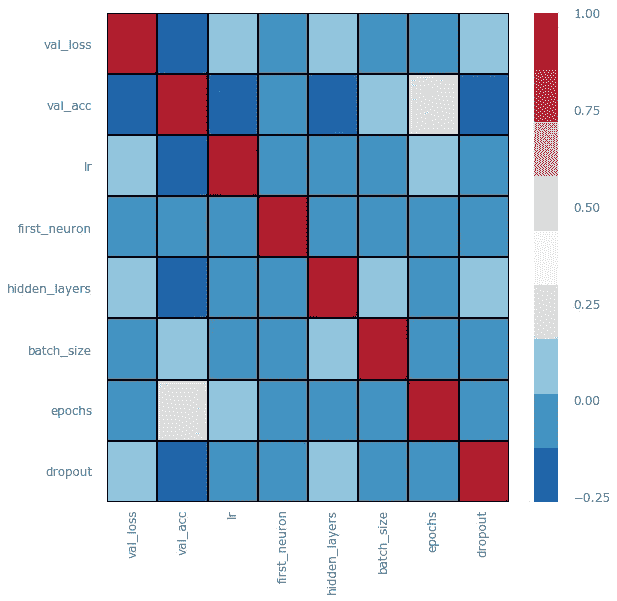 val_loss
val_acc
lr
first_neuron
hidden_layers
batch_size
epochs
dropout
val_loss
val_acc
lr
first_neuron
hidden_layers
batch_size
epochs
dropout
1.00
0.75
0.50
0.25
0.00
−0.25